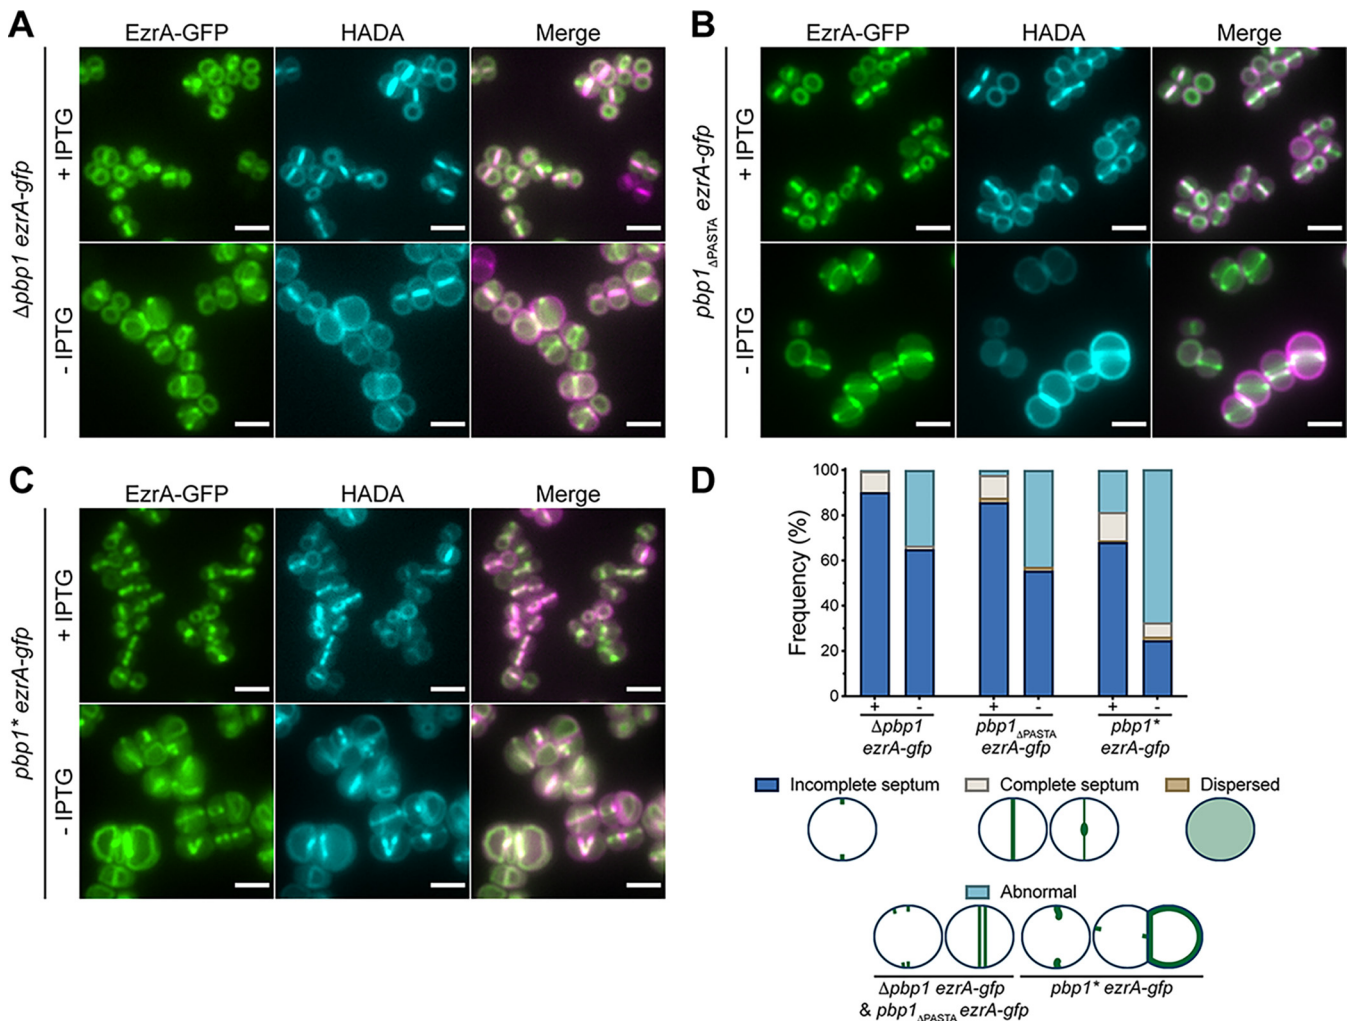 A
EzrA-GFP HADA Merge
Δpbp1 ezrA-gfp
+ IPTG
- IPTG
B
EzrA-GFP HADA Merge
pbp1ΔPASTA ezrA-gfp
+ IPTG
- IPTG
C
EzrA-GFP HADA Merge
pbp1* ezrA-gfp
+ IPTG
- IPTG
D
Frequency (%)
100
80
60
40
20
0
+ - + - + -
Δpbp1 pbp1ΔPASTA pbp1*
ezrA-gfp ezrA-gfp ezrA-gfp
Incomplete septum Complete septum Dispersed
Abnormal
Δpbp1 ezrA-gfp pbp1* ezrA-gfp
& pbp1ΔPASTA ezrA-gfp